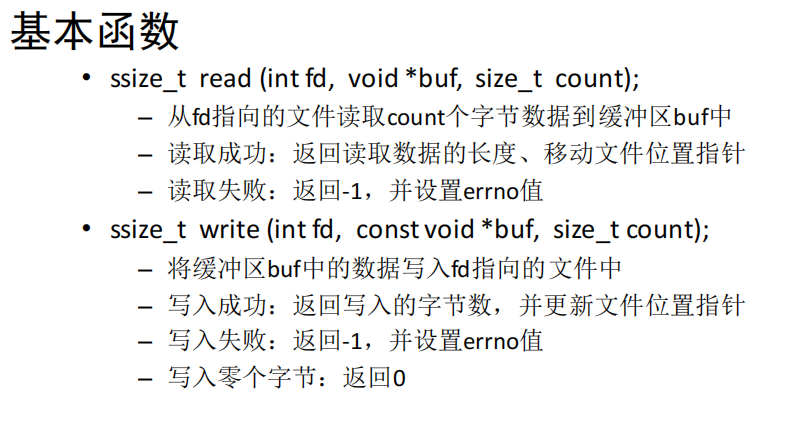 基本函数
• ssize_t read (int fd, void *buf, size_t count);
– 从fd指向的文件读取count个字节数据到缓冲区buf中
– 读取成功：返回读取数据的长度、移动文件位置指针
– 读取失败：返回-1，并设置errno值
• ssize_t write (int fd, const void *buf, size_t count);
– 将缓冲区buf中的数据写入fd指向的文件中
– 写入成功：返回写入的字节数，并更新文件位置指针
– 写入失败：返回-1，并设置errno值
– 写入零个字节：返回0